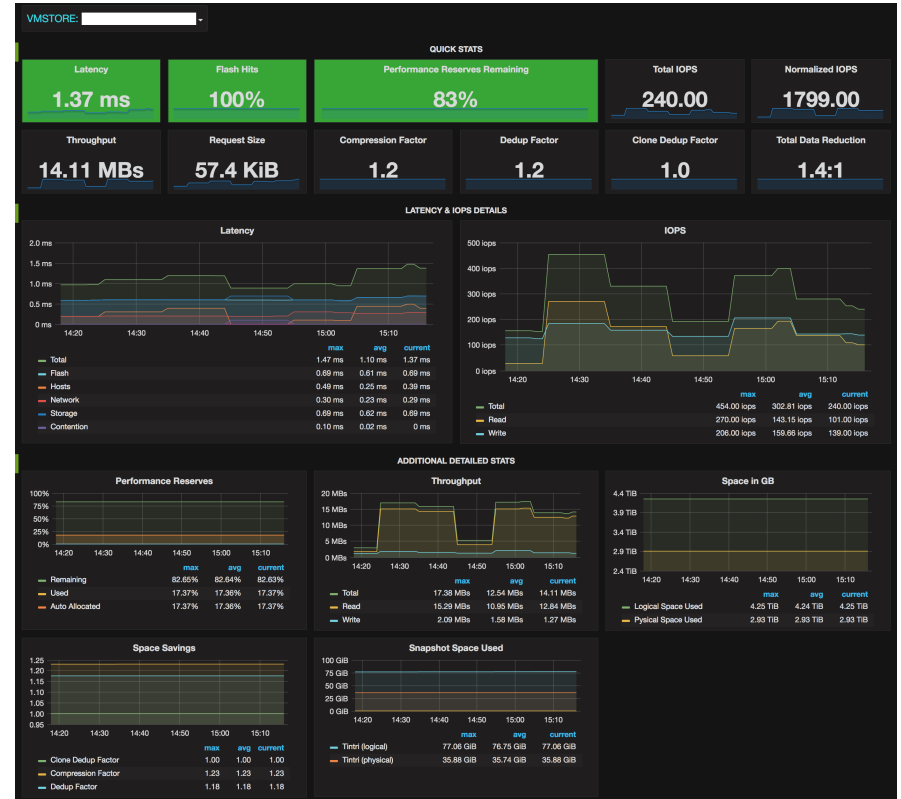 VMSTORE:
QUICK STATS
Latency
1.37 ms
Flash Hits
100%
Performance Reserves Remaining
83%
Total IOPS
240.00
Normalized IOPS
1799.00
Throughput
14.11 MBs
Request Size
57.4 KiB
Compression Factor
1.2
Dedup Factor
1.2
Clone Dedup Factor
1.0
Total Data Reduction
1.4:1
LATENCY & IOPS DETAILS
Latency
2.0 ms
1.5 ms
1.0 ms
0.5 ms
0 ms
14:20 14:30 14:40 14:50 15:00 15:10
max avg current
Total 1.47 ms 1.10 ms 1.37 ms
Flash 0.69 ms 0.61 ms 0.69 ms
Hosts 0.49 ms 0.25 ms 0.39 ms
Network 0.30 ms 0.23 ms 0.29 ms
Storage 0.69 ms 0.62 ms 0.69 ms
Contention 0.10 ms 0.02 ms 0 ms
IOPS
500 iops
400 iops
300 iops
200 iops
100 iops
0 iops
14:20 14:30 14:40 14:50 15:00 15:10
max avg current
Total 454.00 iops 302.81 iops 240.00 iops
Read 270.00 iops 143.15 iops 101.00 iops
Write 206.00 iops 159.66 iops 139.00 iops
ADDITIONAL DETAILED STATS
Performance Reserves
100%
75%
50%
25%
0%
14:20 14:30 14:40 14:50 15:00 15:10
max avg current
Remaining 82.65% 82.64% 82.63%
Used 17.37% 17.36% 17.37%
Auto Allocated 17.37% 17.36% 17.37%
Throughput
20 MBs
15 MBs
10 MBs
5 MBs
0 MBs
14:20 14:30 14:40 14:50 15:00 15:10
max avg current
Total 17.38 MBs 12.54 MBs 14.11 MBs
Read 15.29 MBs 10.95 MBs 12.84 MBs
Write 2.09 MBs 1.58 MBs 1.27 MBs
Space in GB
4.4 TiB
3.9 TiB
3.4 TiB
2.9 TiB
2.4 TiB
14:20 14:30 14:40 14:50 15:00 15:10
max avg current
Logical Space Used 4.25 TiB 4.24 TiB 4.25 TiB
Pysical Space Used 2.93 TiB 2.93 TiB 2.93 TiB
Space Savings
1.25
1.20
1.15
1.10
1.05
1.00
0.95
14:20 14:30 14:40 14:50 15:00 15:10
max avg current
Clone Dedup Factor 1.00 1.00 1.00
Compression Factor 1.23 1.23 1.23
Dedup Factor 1.18 1.18 1.18
Snapshot Space Used
100 GiB
75 GiB
50 GiB
25 GiB
0 GiB
14:20 14:30 14:40 14:50 15:00 15:10
max avg current
Tintri (logical) 77.06 GiB 76.75 GiB 77.06 GiB
Tintri (physical) 35.88 GiB 35.74 GiB 35.88 GiB